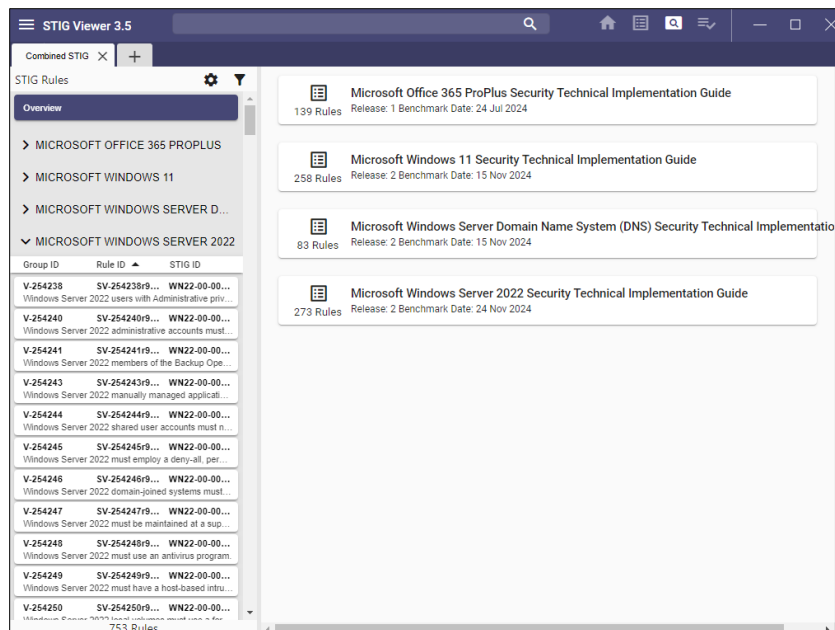 STIG Viewer 3.5
Combined STIG
STIG Rules
Overview
MICROSOFT OFFICE 365 PROPLUS
MICROSOFT WINDOWS 11
MICROSOFT WINDOWS SERVER D...
MICROSOFT WINDOWS SERVER 2022
Group ID Rule ID STIG ID
V-254238 SV-254238r9... WN22-00-00...
Windows Server 2022 users with Administrative priv...
V-254240 SV-254240r9... WN22-00-00...
Windows Server 2022 administrative accounts must...
V-254241 SV-254241r9... WN22-00-00...
Windows Server 2022 members of the Backup Ope...
V-254243 SV-254243r9... WN22-00-00...
Windows Server 2022 manually managed applicati...
V-254244 SV-254244r9... WN22-00-00...
Windows Server 2022 shared user accounts must n...
V-254245 SV-254245r9... WN22-00-00...
Windows Server 2022 must employ a deny-all, per...
V-254246 SV-254246r9... WN22-00-00...
Windows Server 2022 domain-joined systems must...
V-254247 SV-254247r9... WN22-00-00...
Windows Server 2022 must be maintained at a sup...
V-254248 SV-254248r9... WN22-00-00...
Windows Server 2022 must use an antivirus program.
V-254249 SV-254249r9... WN22-00-00...
Windows Server 2022 must have a host-based intru...
V-254250 SV-254250r9... WN22-00-00...
Windows Server 2022 local volumes must use a for...
753 Rules
Microsoft Office 365 ProPlus Security Technical Implementation Guide
139 Rules Release: 1 Benchmark Date: 24 Jul 2024
Microsoft Windows 11 Security Technical Implementation Guide
258 Rules Release: 2 Benchmark Date: 15 Nov 2024
Microsoft Windows Server Domain Name System (DNS) Security Technical Implementatio
83 Rules Release: 2 Benchmark Date: 15 Nov 2024
Microsoft Windows Server 2022 Security Technical Implementation Guide
273 Rules Release: 2 Benchmark Date: 24 Nov 2024